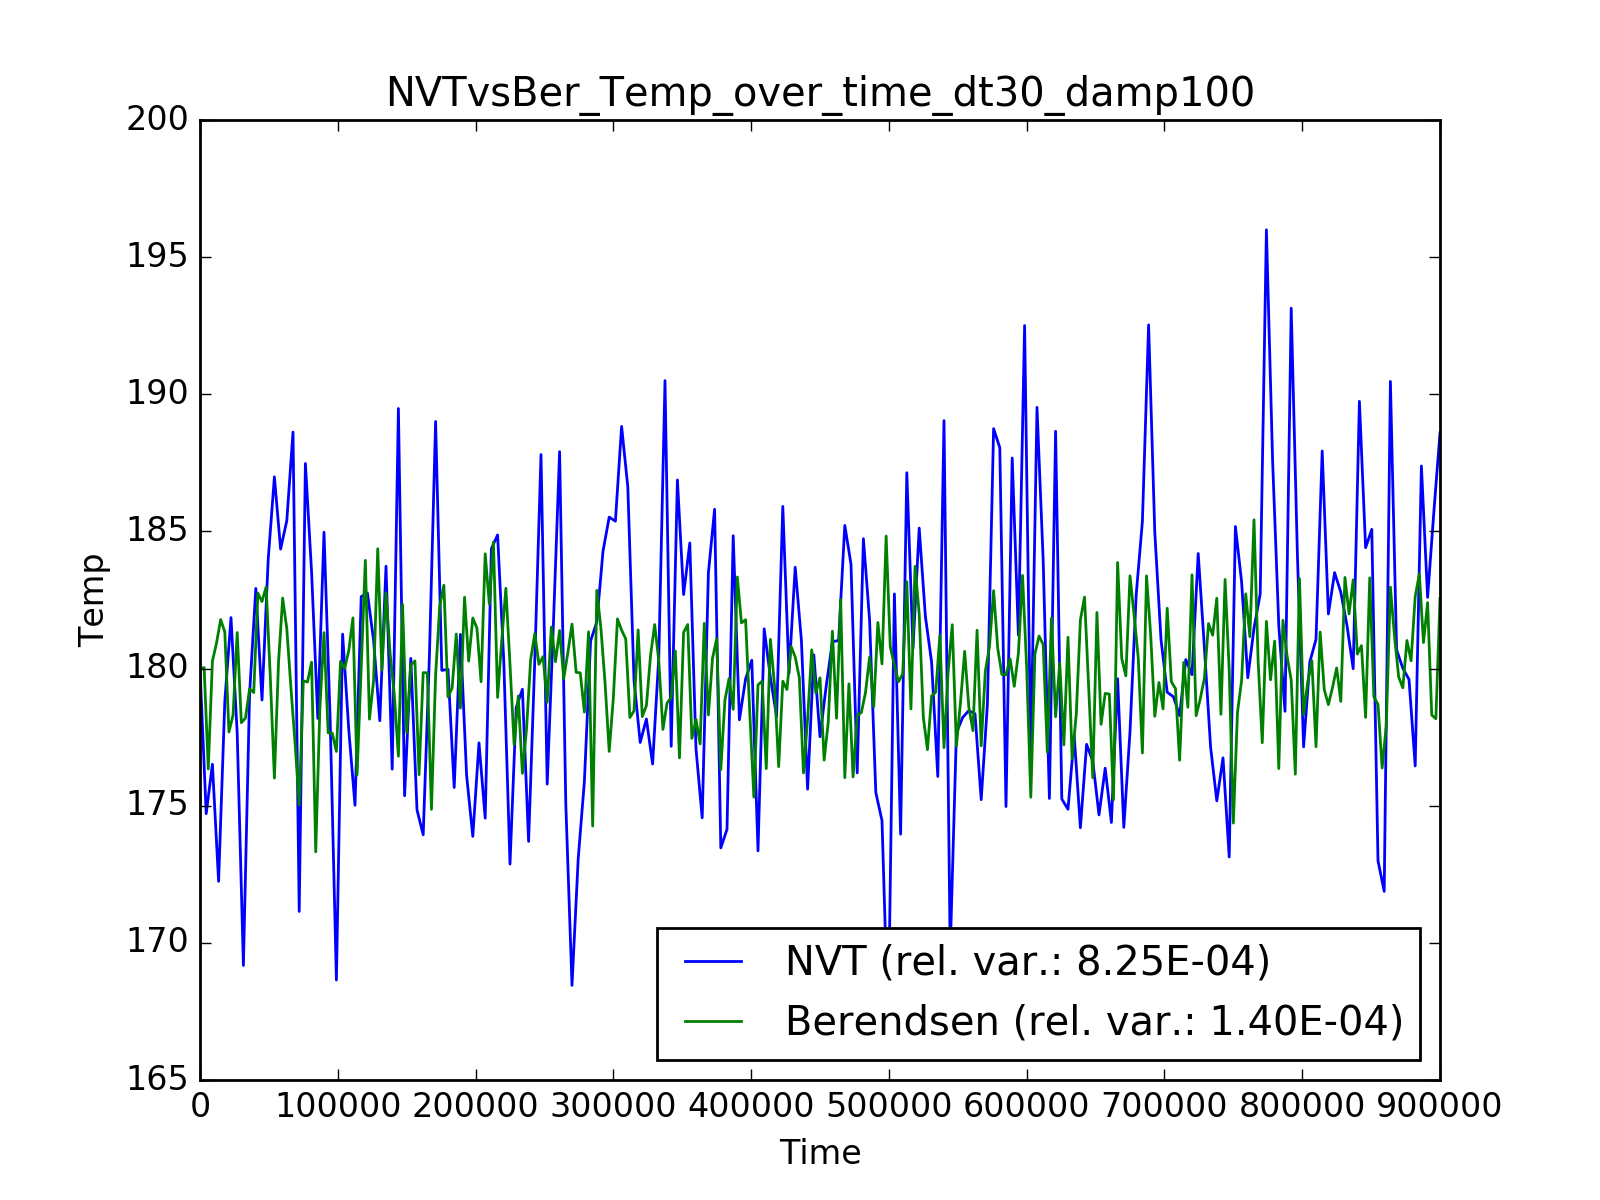 NVTvsBer_Temp_over_time_dt30_damp100
200
195
190
185
180
175
170
165
Temp
NVT (rel. var.: 8.25E-04)
Berendsen (rel. var.: 1.40E-04)
0 100000 200000 300000 400000 500000 600000 700000 800000 900000
Time